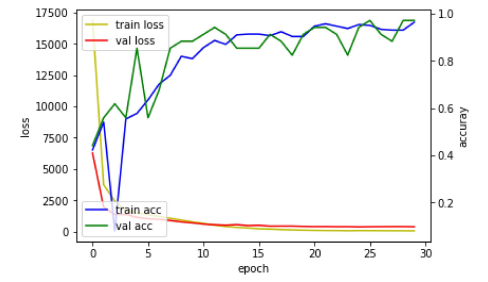 17500
15000
12500
10000
7500
5000
2500
0
loss
train loss
val loss
train acc
val acc
1.0
0.8
0.6
0.4
0.2
accuray
0 5 10 15 20 25 30
epoch